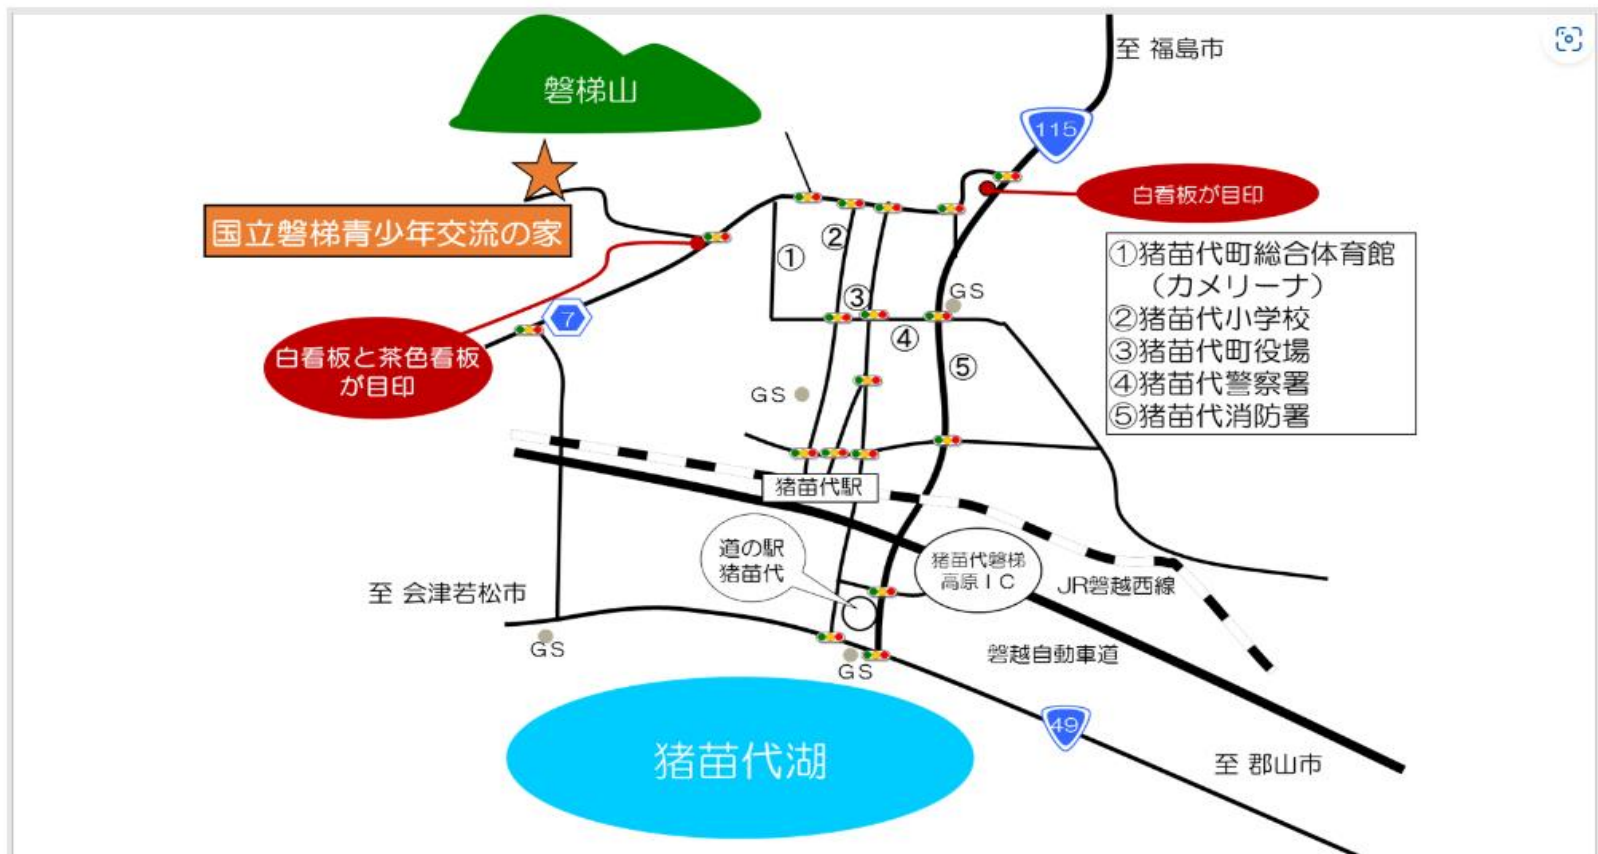 至 福島市
磐梯山
115
白看板が目印
国立磐梯青少年交流の家
①
②
③
④
⑤
GS
①猪苗代町総合体育館
（カメリーナ）
②猪苗代小学校
③猪苗代町役場
④猪苗代警察署
⑤猪苗代消防署
7
白看板と茶色看板
が目印
GS
猪苗代駅
道の駅
猪苗代
猪苗代磐梯
高原IC
JR磐越西線
至 会津若松市
GS
GS
磐越自動車道
49
至 郡山市
猪苗代湖